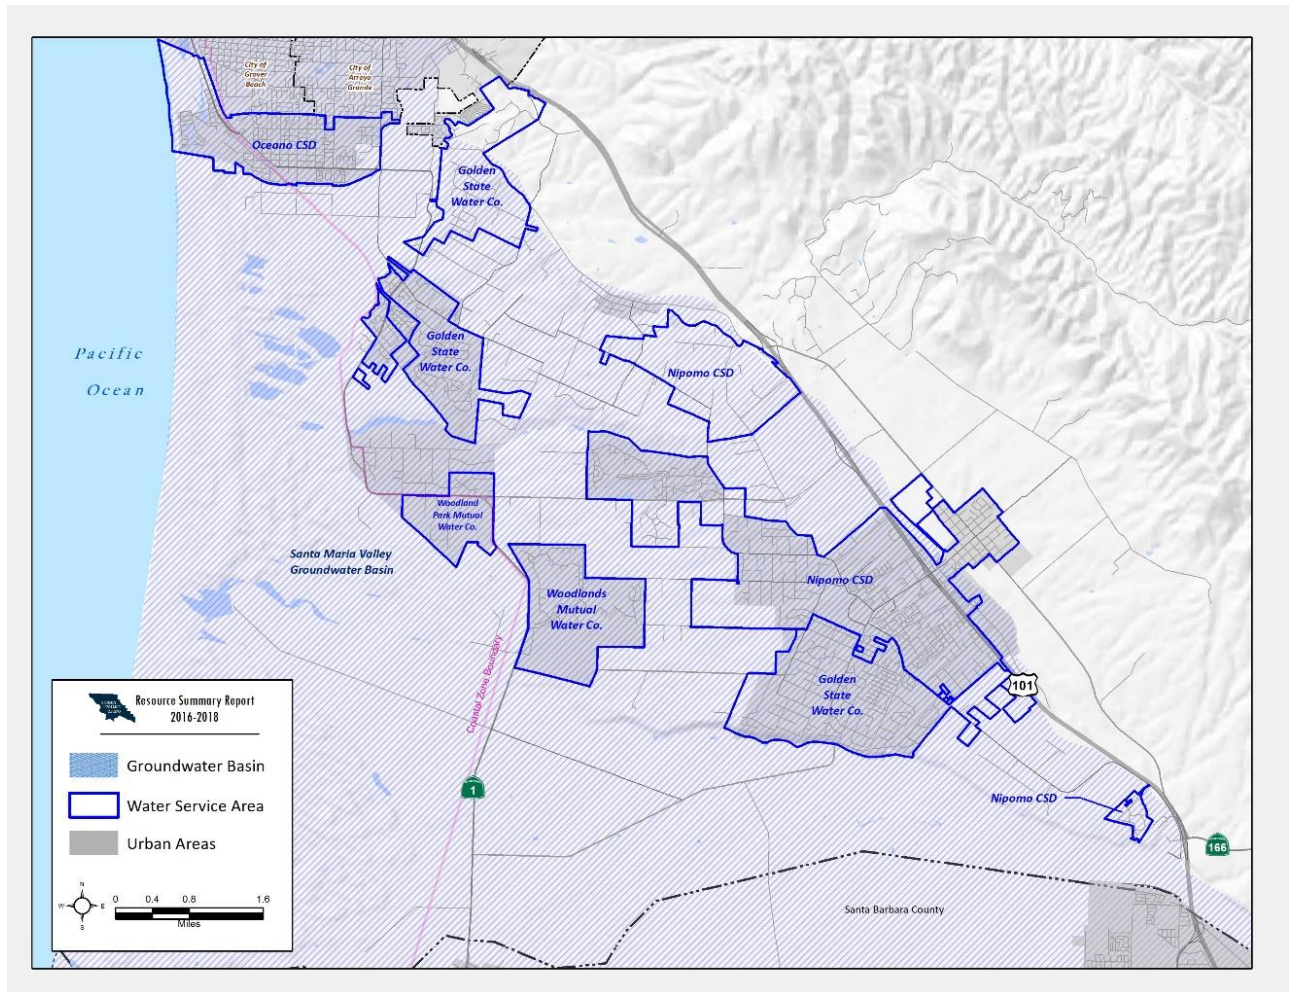 City of
Grover
Beach
City of
Arroyo
Grande
Oceano CSD
Golden
State
Water Co.
Golden
State
Water Co.
Nipomo CSD
Pacific
Ocean
Woodland
Park Mutual
Water Co.
Santa Maria Valley
Groundwater Basin
Nipomo CSD
Woodlands
Mutual
Water Co.
Coastal Zone Boundary
Golden
State
Water Co.
101
1
Nipomo CSD
166
Santa Barbara County
Resource Summary Report
2016-2018
Groundwater Basin
Water Service Area
Urban Areas
N
W
E
S
0 0.4 0.8 1.6
Miles